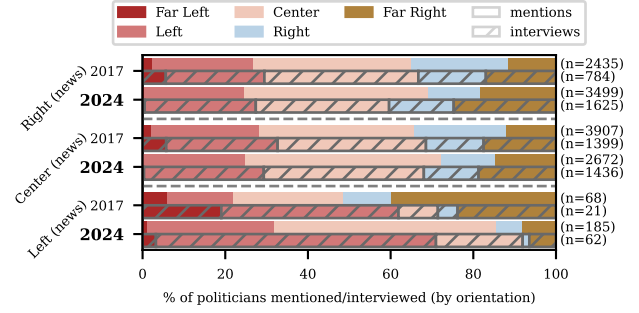 Far Left Center Far Right mentions
Left Right interviews
Right (news)
2017 (n=2435)
(n=784)
2024 (n=3499)
(n=1625)
Center (news)
2017 (n=3907)
(n=1399)
2024 (n=2672)
(n=1436)
Left (news)
2017 (n=68)
(n=21)
2024 (n=185)
(n=62)
0 20 40 60 80 100
% of politicians mentioned/interviewed (by orientation)